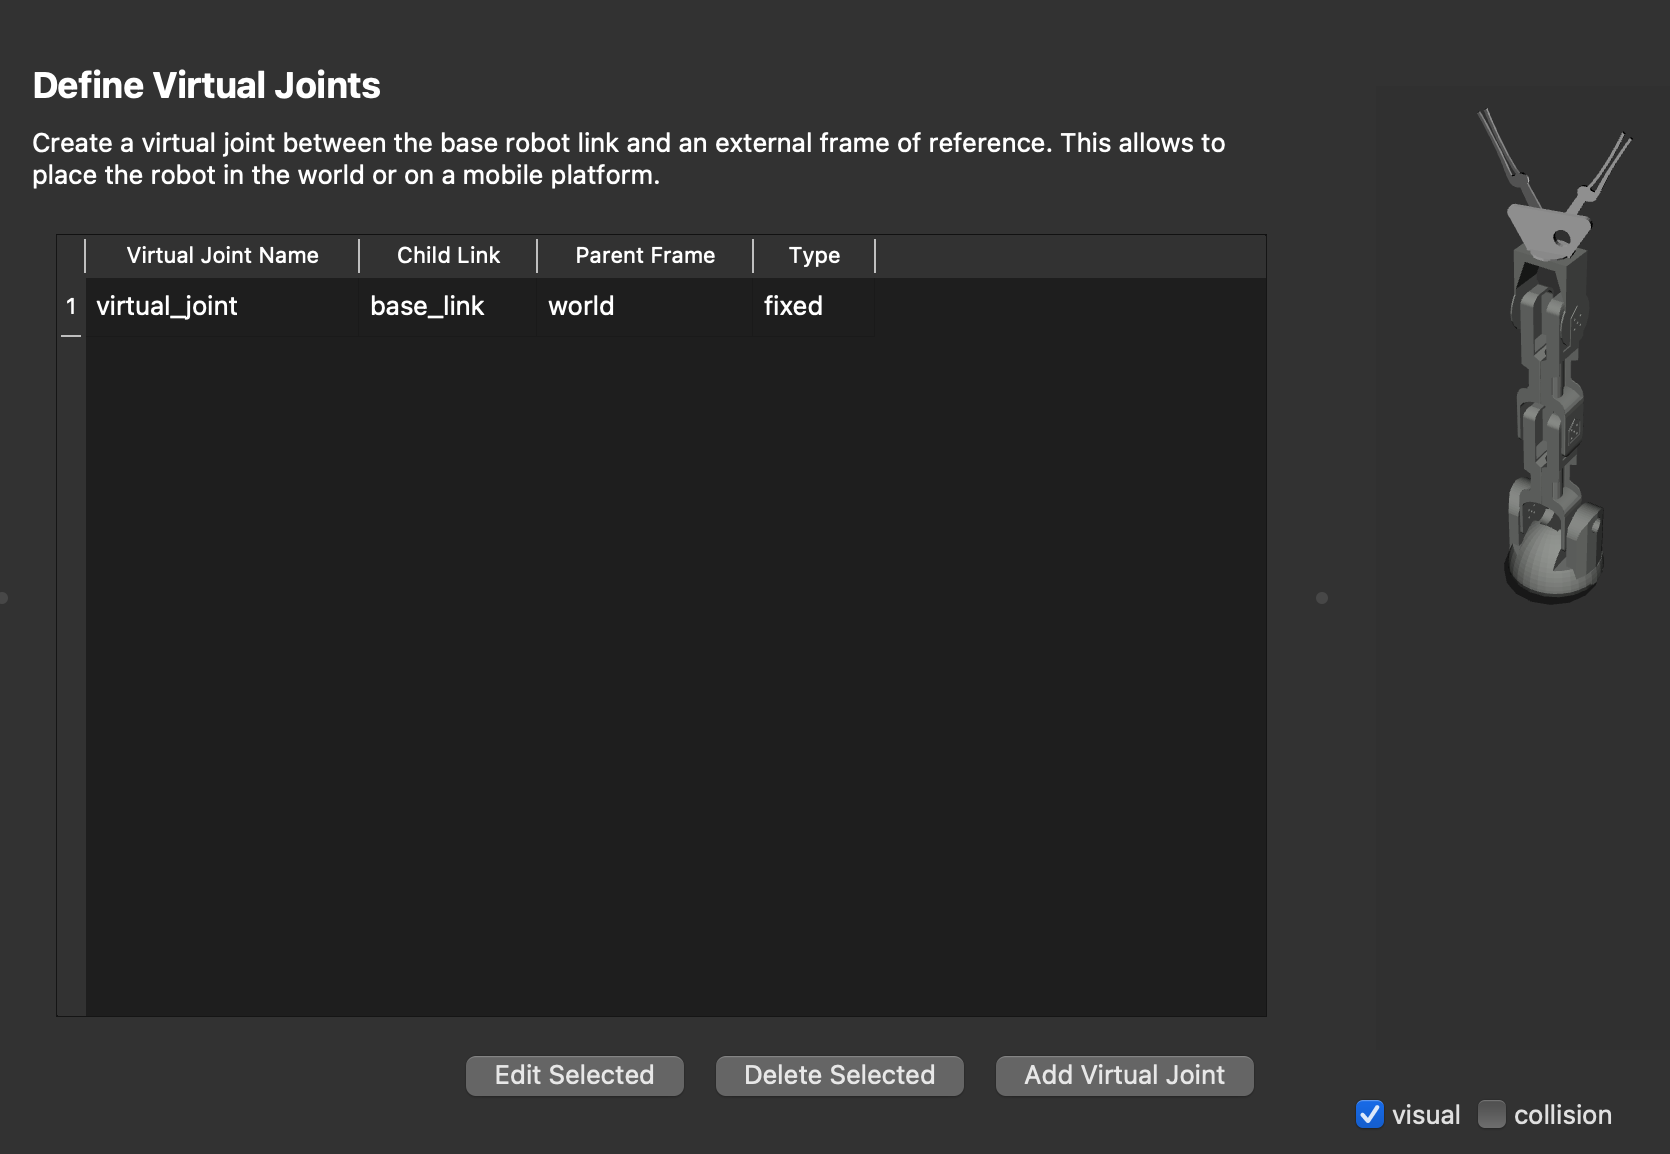 Define Virtual Joints
Create a virtual joint between the base robot link and an external frame of reference. This allows to
place the robot in the world or on a mobile platform.
Virtual Joint Name Child Link Parent Frame Type
1 virtual_joint base_link world fixed
Edit Selected Delete Selected Add Virtual Joint
visual collision